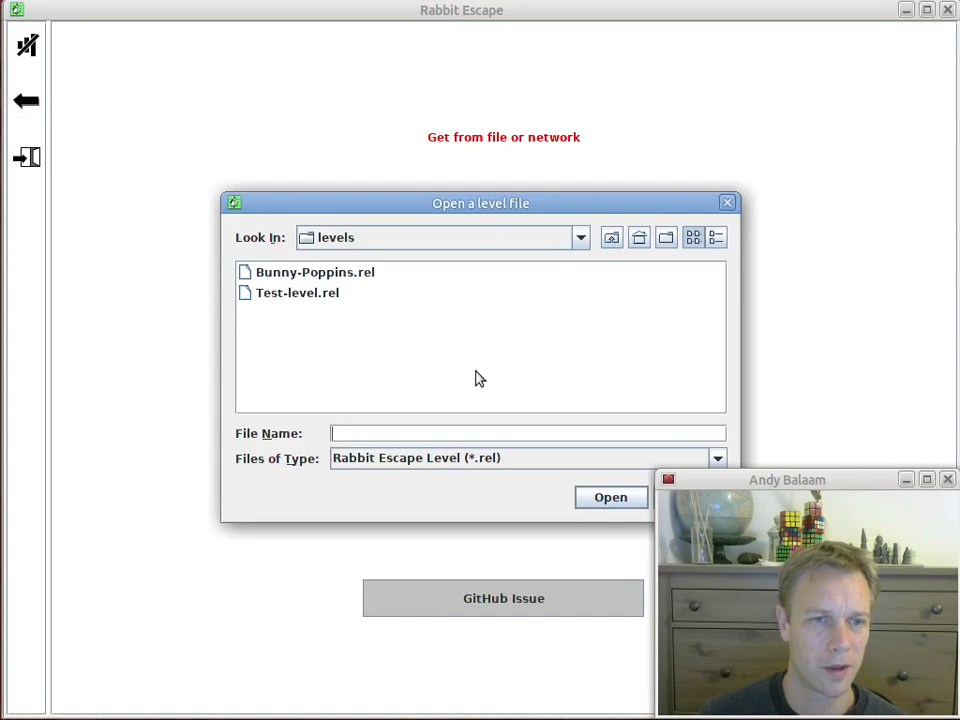 Rabbit Escape
Get from file or network
Open a level file
Look In: levels
Bunny-Poppins.rel
Test-level.rel
File Name:
Files of Type: Rabbit Escape Level (*.rel)
Open
Andy Balaam
GitHub Issue